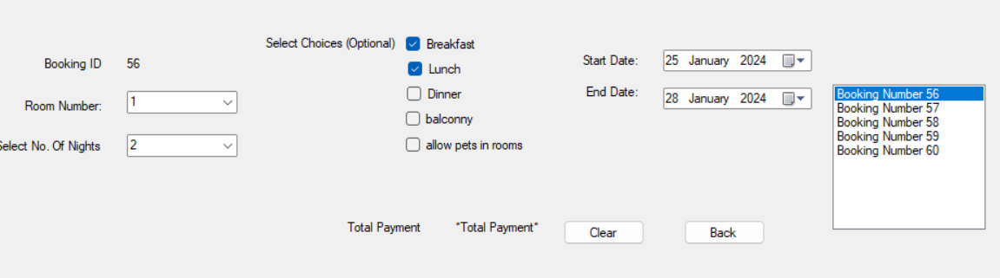 Booking ID 56
Room Number: 1
Select No. Of Nights 2
Select Choices (Optional) Breakfast
Lunch
Dinner
balconny
allow pets in rooms
Start Date: 25 January 2024
End Date: 28 January 2024
Booking Number 56
Booking Number 57
Booking Number 58
Booking Number 59
Booking Number 60
Total Payment *Total Payment*
Clear
Back